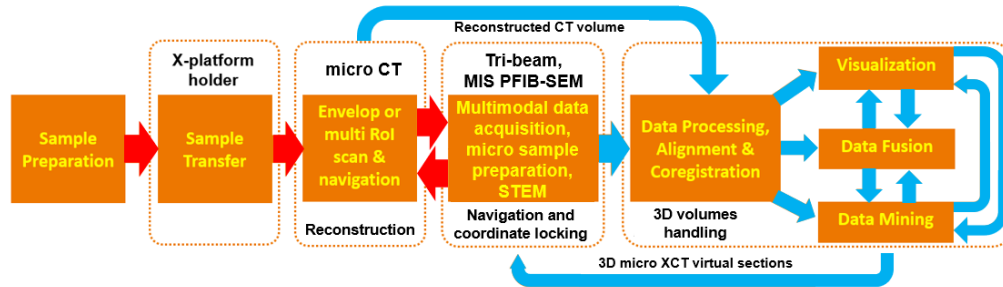 Reconstructed CT volume
Sample
Preparation
X-platform
holder
Sample
Transfer
micro CT
Envelop or
multi RoI
scan &
navigation
Reconstruction
Tri-beam,
MIS PFIB-SEM
Multimodal data
acquisition,
micro sample
preparation,
STEM
Navigation and
coordinate locking
Data Processing,
Alignment &
Coregistration
3D volumes
handling
Visualization
Data Fusion
Data Mining
3D micro XCT virtual sections